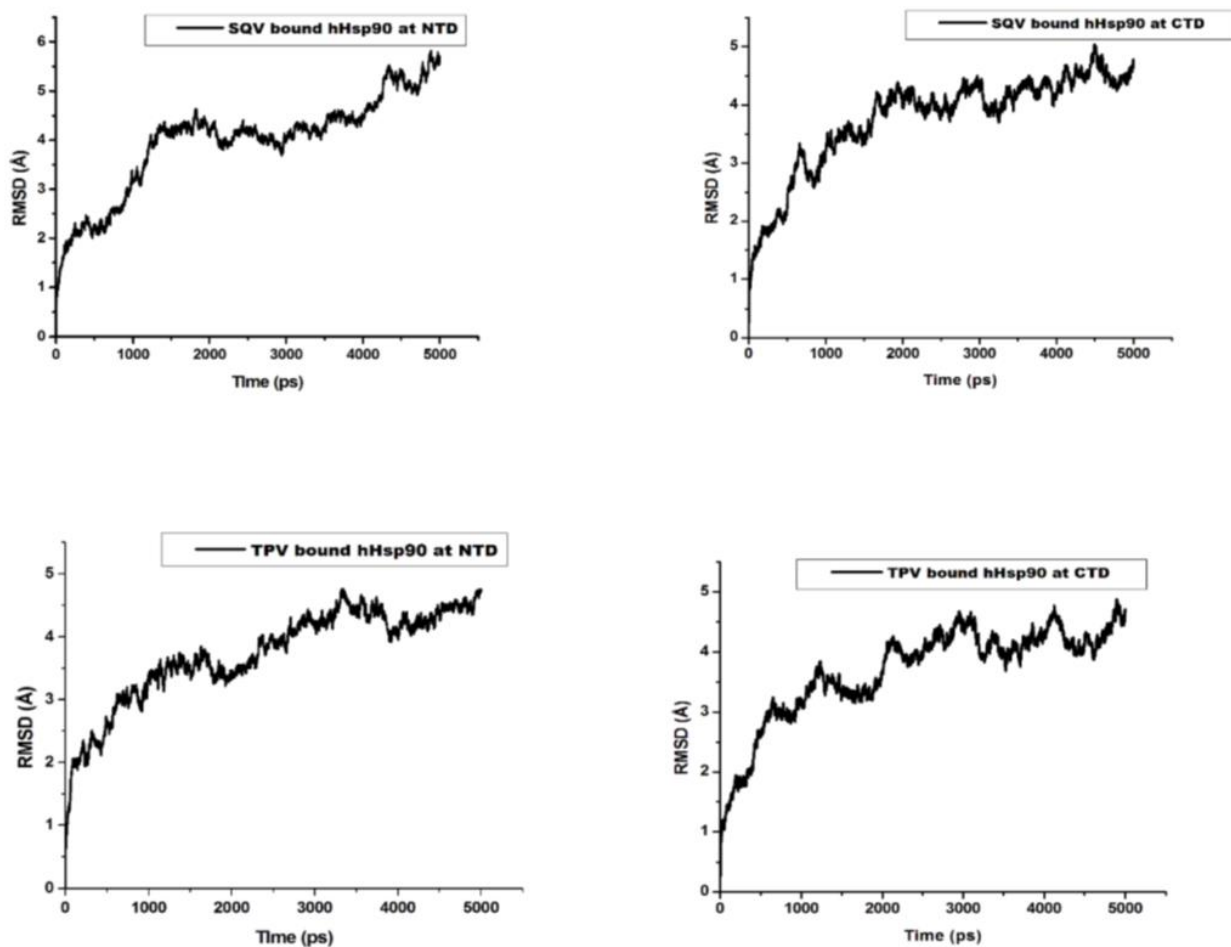 SQV bound hHsp90 at NTD
RMSD (Å)
6
5
4
3
2
1
0
0 1000 2000 3000 4000 5000
Time (ps)
SQV bound hHsp90 at CTD
RMSD (Å)
5
4
3
2
1
0
0 1000 2000 3000 4000 5000
Time (ps)
TPV bound hHsp90 at NTD
RMSD (Å)
5
4
3
2
1
0
0 1000 2000 3000 4000 5000
Time (ps)
TPV bound hHsp90 at CTD
RMSD (Å)
5
4
3
2
1
0
0 1000 2000 3000 4000 5000
Time (ps)